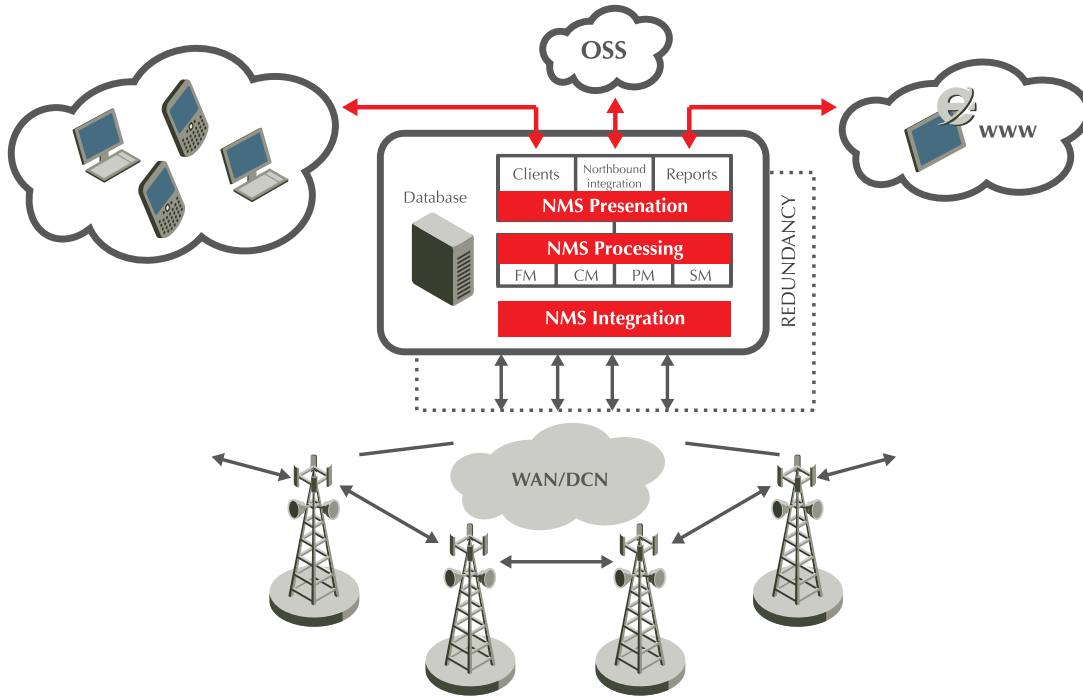 OSS
www
Clients
Northbound
integration
Reports
Database
NMS Presenation
NMS Processing
FM
CM
PM
SM
NMS Integration
REDUNDANCY
WAN/DCN